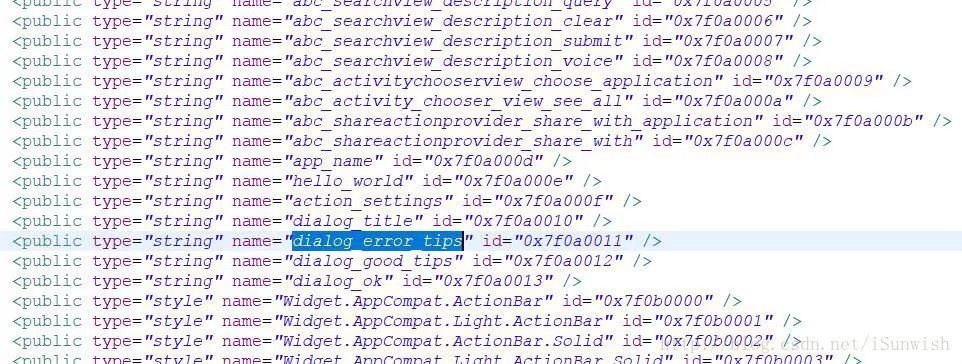 <public type="string" name="abc_searchview_description_query" id="0x7f0a0005" />
<public type="string" name="abc_searchview_description_clear" id="0x7f0a0006" />
<public type="string" name="abc_searchview_description_submit" id="0x7f0a0007" />
<public type="string" name="abc_searchview_description_voice" id="0x7f0a0008" />
<public type="string" name="abc_activitychooserview_choose_application" id="0x7f0a0009" />
<public type="string" name="abc_activity_chooser_view_see_all" id="0x7f0a000a" />
<public type="string" name="abc_shareactionprovider_share_with_application" id="0x7f0a000b" />
<public type="string" name="abc_shareactionprovider_share_with" id="0x7f0a000c" />
<public type="string" name="app_name" id="0x7f0a000d" />
<public type="string" name="hello_world" id="0x7f0a000e" />
<public type="string" name="action_settings" id="0x7f0a000f" />
<public type="string" name="dialog_title" id="0x7f0a0010" />
<public type="string" name="dialog_error_tips" id="0x7f0a0011" />
<public type="string" name="dialog_good_tips" id="0x7f0a0012" />
<public type="string" name="dialog_ok" id="0x7f0a0013" />
<public type="style" name="Widget.AppCompat.ActionBar" id="0x7f0b0000" />
<public type="style" name="Widget.AppCompat.Light.ActionBar" id="0x7f0b0001" />
<public type="style" name="Widget.AppCompat.ActionBar.Solid" id="0x7f0b0002" />
http://blog.csdn.net/iSunwish
<public type="style" name="Widget.AppCompat.Light.ActionBar.Solid" id="0x7f0b0003" />